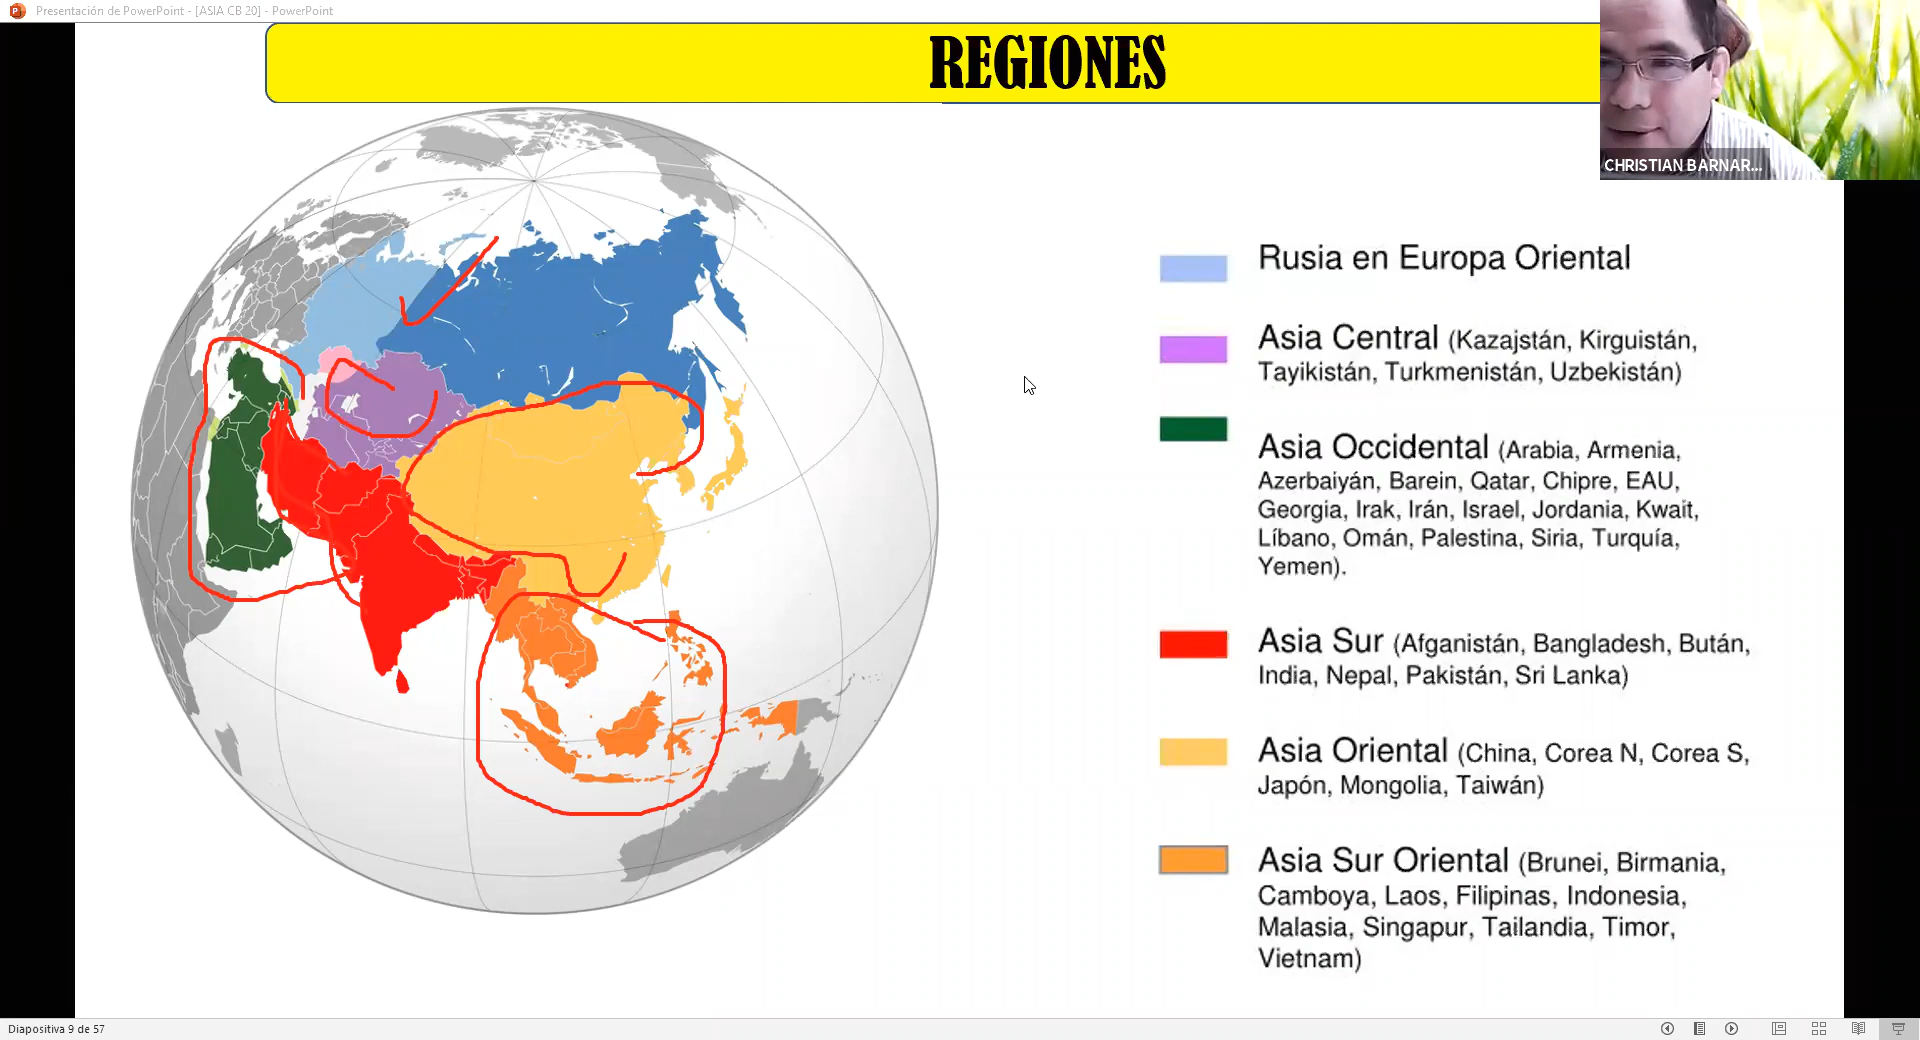 Presentación de PowerPoint - [ASIA CB 20] - PowerPoint
REGIONES
CHRISTIAN BARNAR...
Rusia en Europa Oriental
Asia Central (Kazajstán, Kirguistán,
Tayikistán, Turkmenistán, Uzbekistán)
Asia Occidental (Arabia, Armenia,
Azerbaiyán, Barein, Qatar, Chipre, EAU,
Georgia, Irak, Irán, Israel, Jordania, Kwait,
Líbano, Omán, Palestina, Siria, Turquía,
Yemen).
Asia Sur (Afganistán, Bangladesh, Bután,
India, Nepal, Pakistán, Sri Lanka)
Asia Oriental (China, Corea N, Corea S,
Japón, Mongolia, Taiwán)
Asia Sur Oriental (Brunei, Birmania,
Camboya, Laos, Filipinas, Indonesia,
Malasia, Singapur, Tailandia, Timor,
Vietnam)
Diapositiva 9 de 57